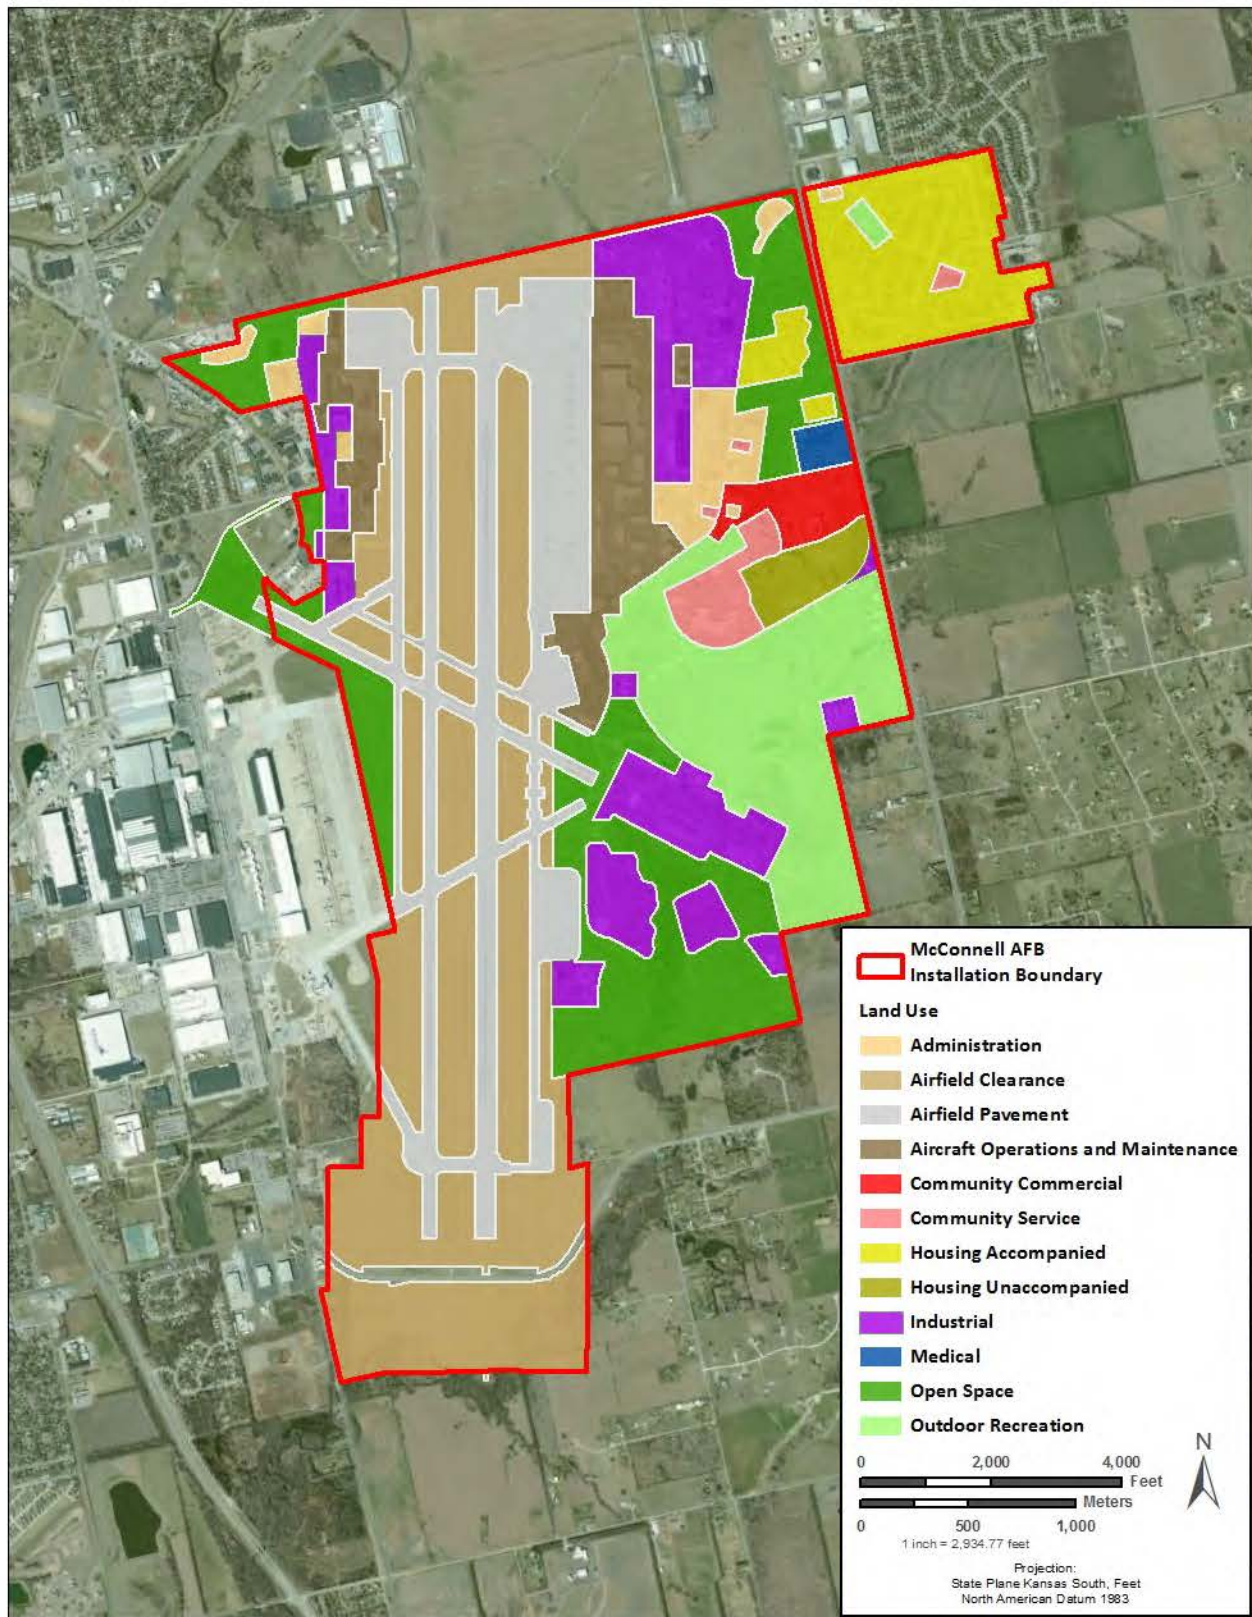 McConnell AFB
Installation Boundary
Land Use
Administration
Airfield Clearance
Airfield Pavement
Aircraft Operations and Maintenance
Community Commercial
Community Service
Housing Accompanied
Housing Unaccompanied
Industrial
Medical
Open Space
Outdoor Recreation
N
0 2,000 4,000
Feet
Meters
0 500 1,000
1 inch = 2,934.77 feet
Projection:
State Plane Kansas South, Feet
North American Datum 1983